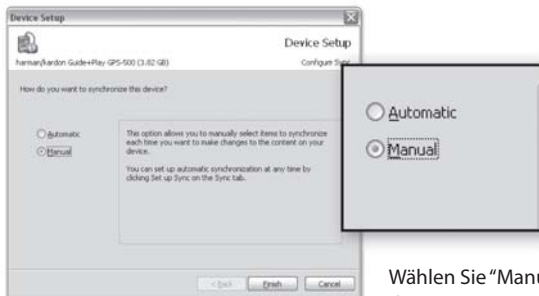 Device Setup
Device Setup
harman/kardon Guide+Play GPS-500 (3.82 GB)
Configure Sync
How do you want to synchronize this device?
Automatic
Manual
This option allows you to manually select items to synchronize
each time you want to make changes to the content on your
device.
You can set up automatic synchronization at any time by
clicking Set up Sync on the Sync tab.
< Back
Finish
Cancel
Automatic
Manual
Wählen Sie “Manu